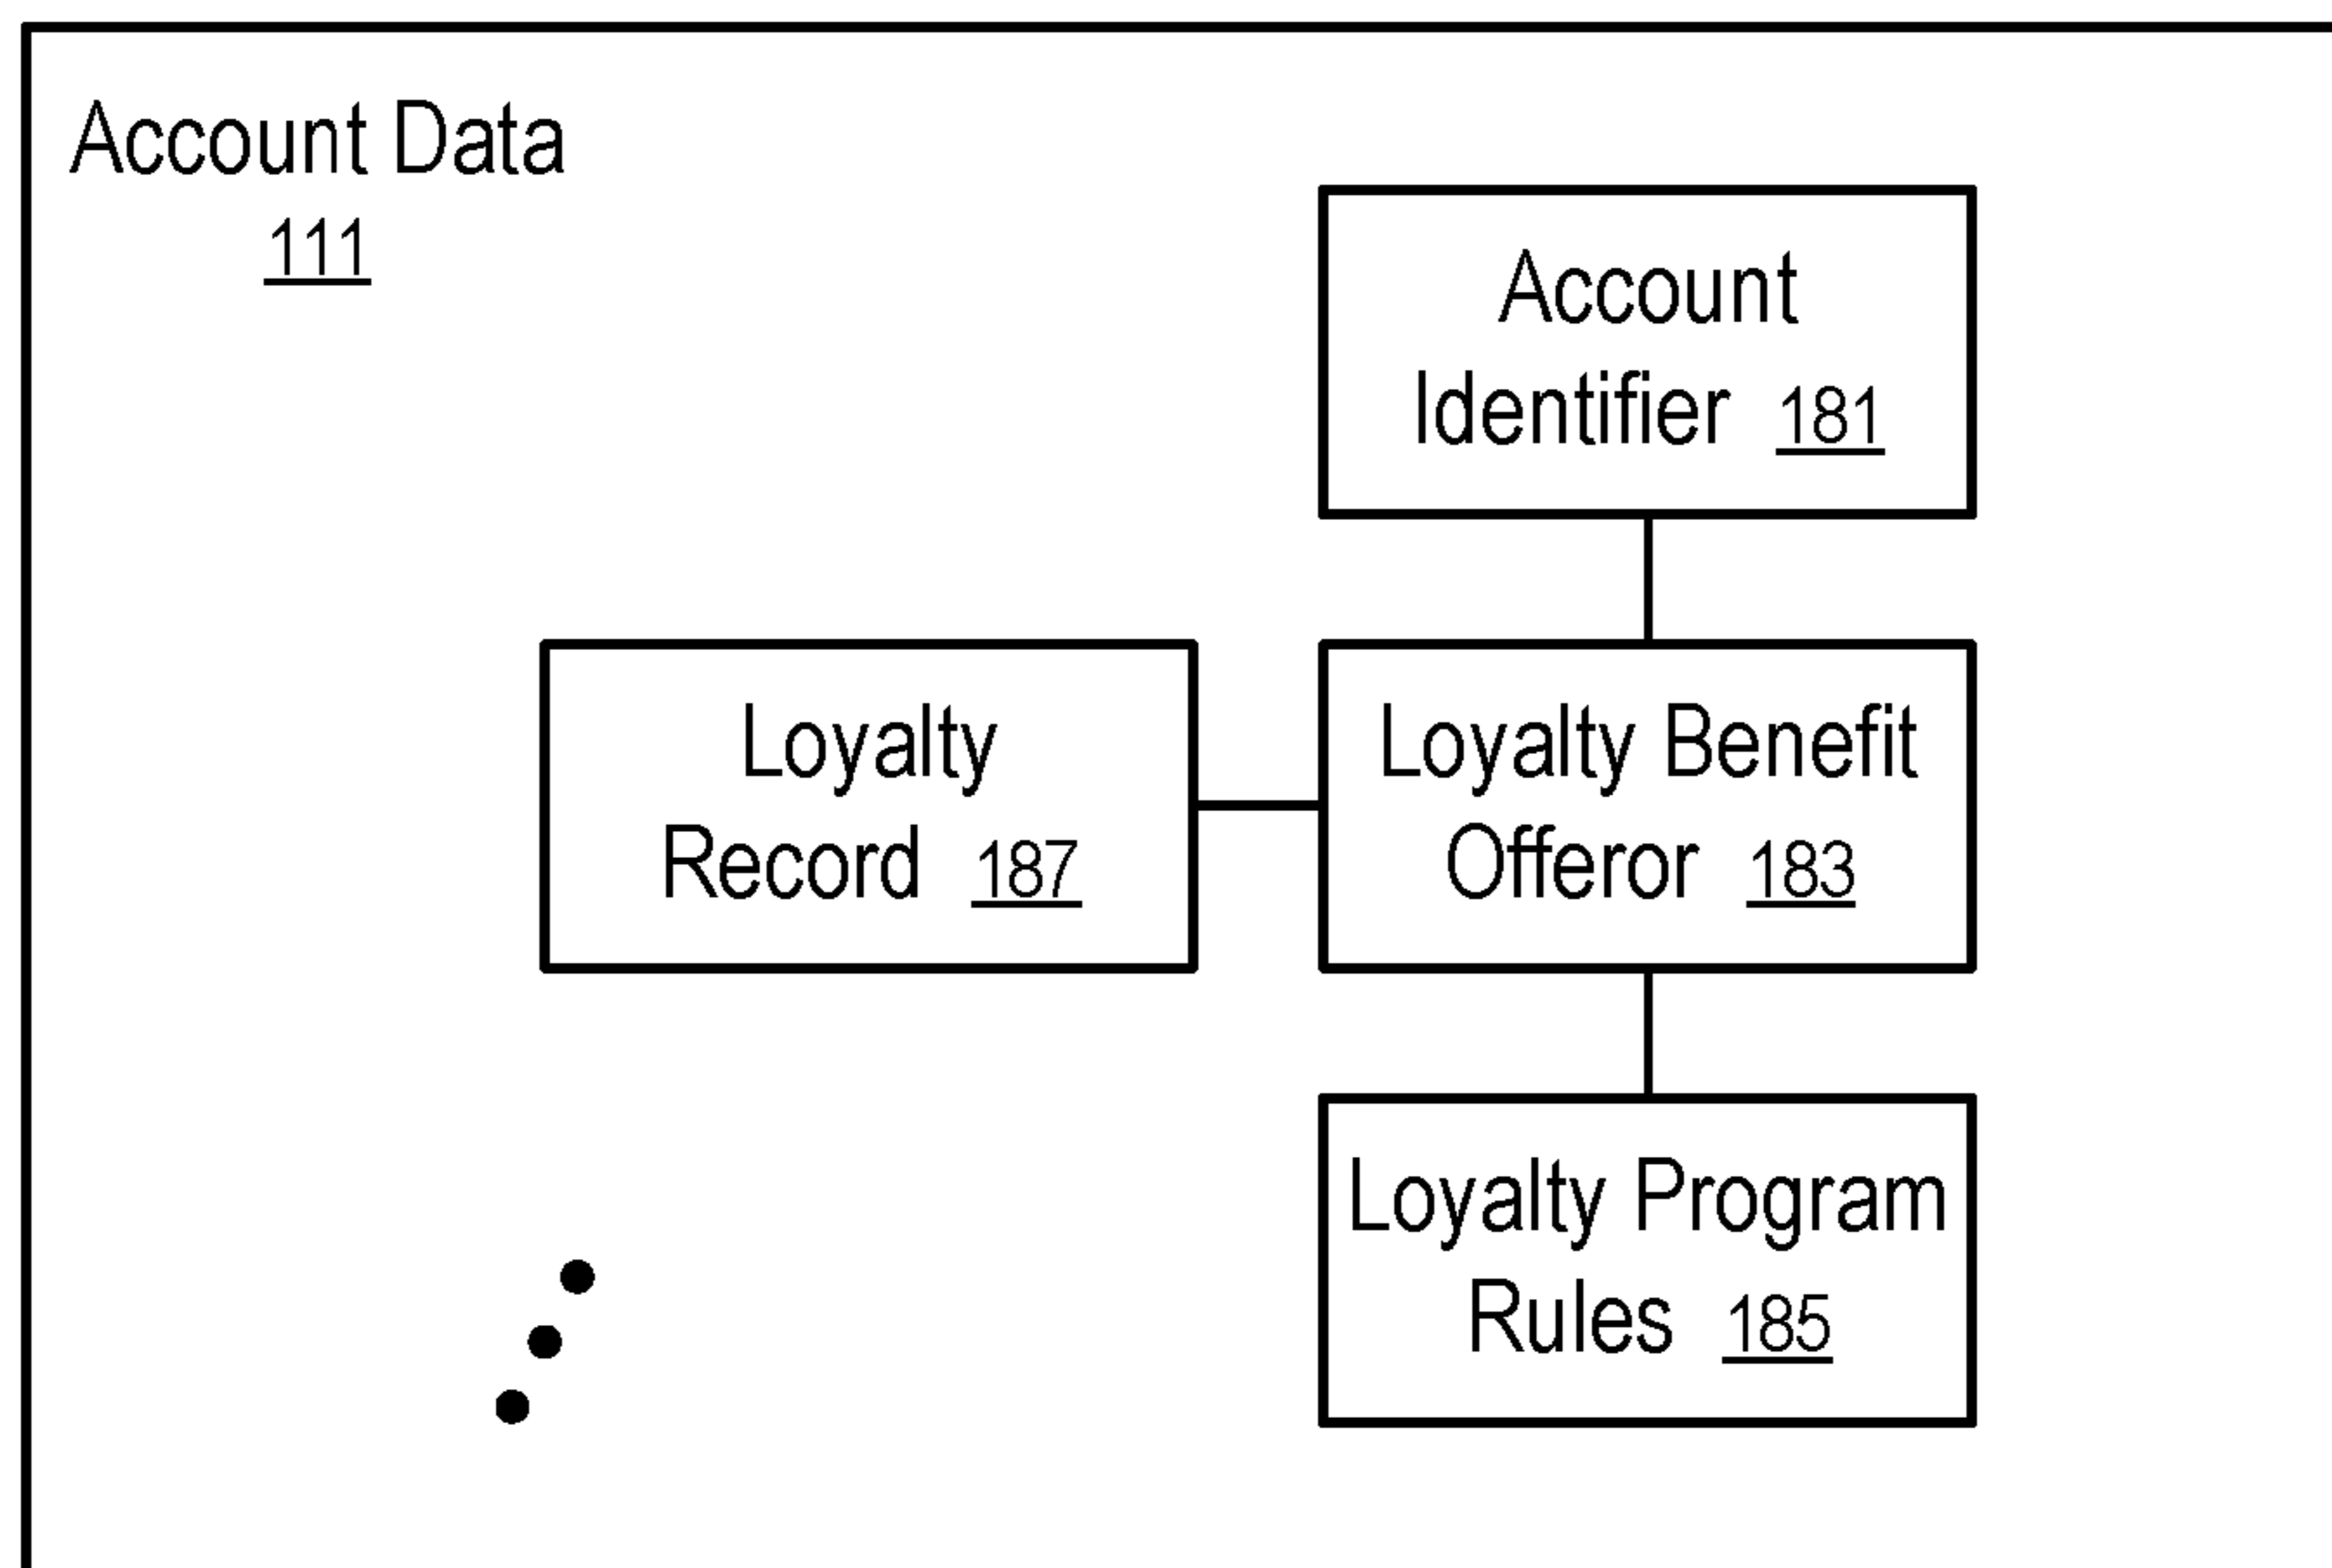 Account Data
111
Account
Identifier 181
Loyalty
Record 187
Loyalty Benefit
Offeror 183
Loyalty Program
Rules 185